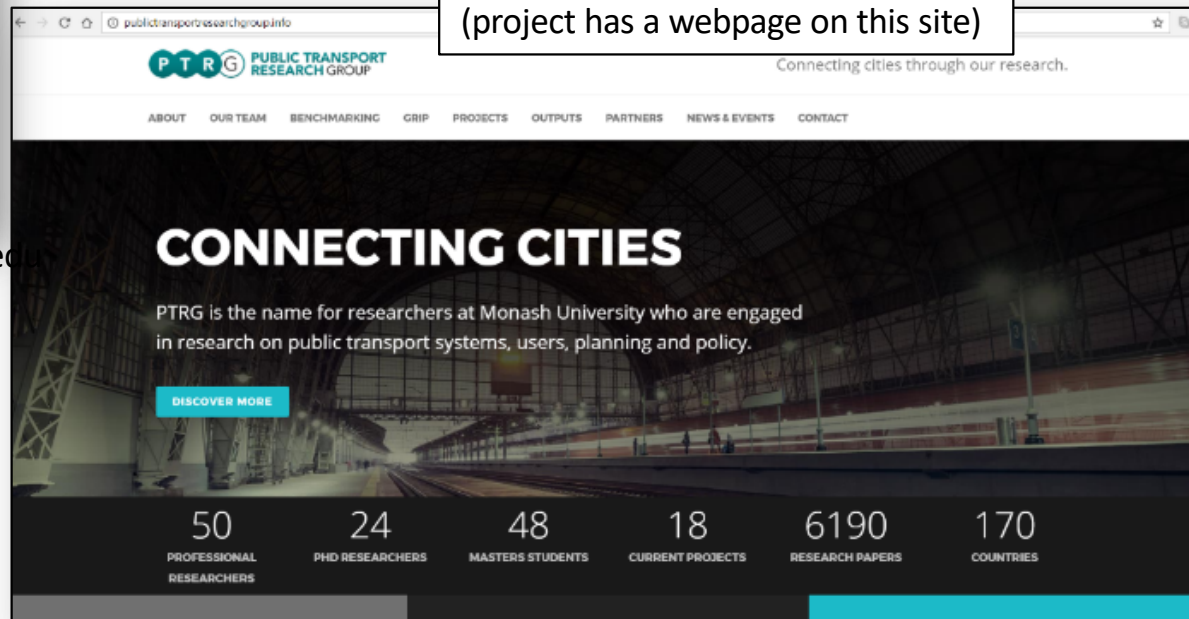 (project has a webpage on this site)
publictransportresearchgroup.info
PTRG PUBLIC TRANSPORT
RESEARCH GROUP
Connecting cities through our research.
ABOUT OUR TEAM BENCHMARKING GRIP PROJECTS OUTPUTS PARTNERS NEWS & EVENTS CONTACT
edu
CONNECTING CITIES
PTRG is the name for researchers at Monash University who are engaged
in research on public transport systems, users, planning and policy.
DISCOVER MORE
50 24 48 18 6190 170
PROFESSIONAL PHD RESEARCHERS MASTERS STUDENTS CURRENT PROJECTS RESEARCH PAPERS COUNTRIES
RESEARCHERS